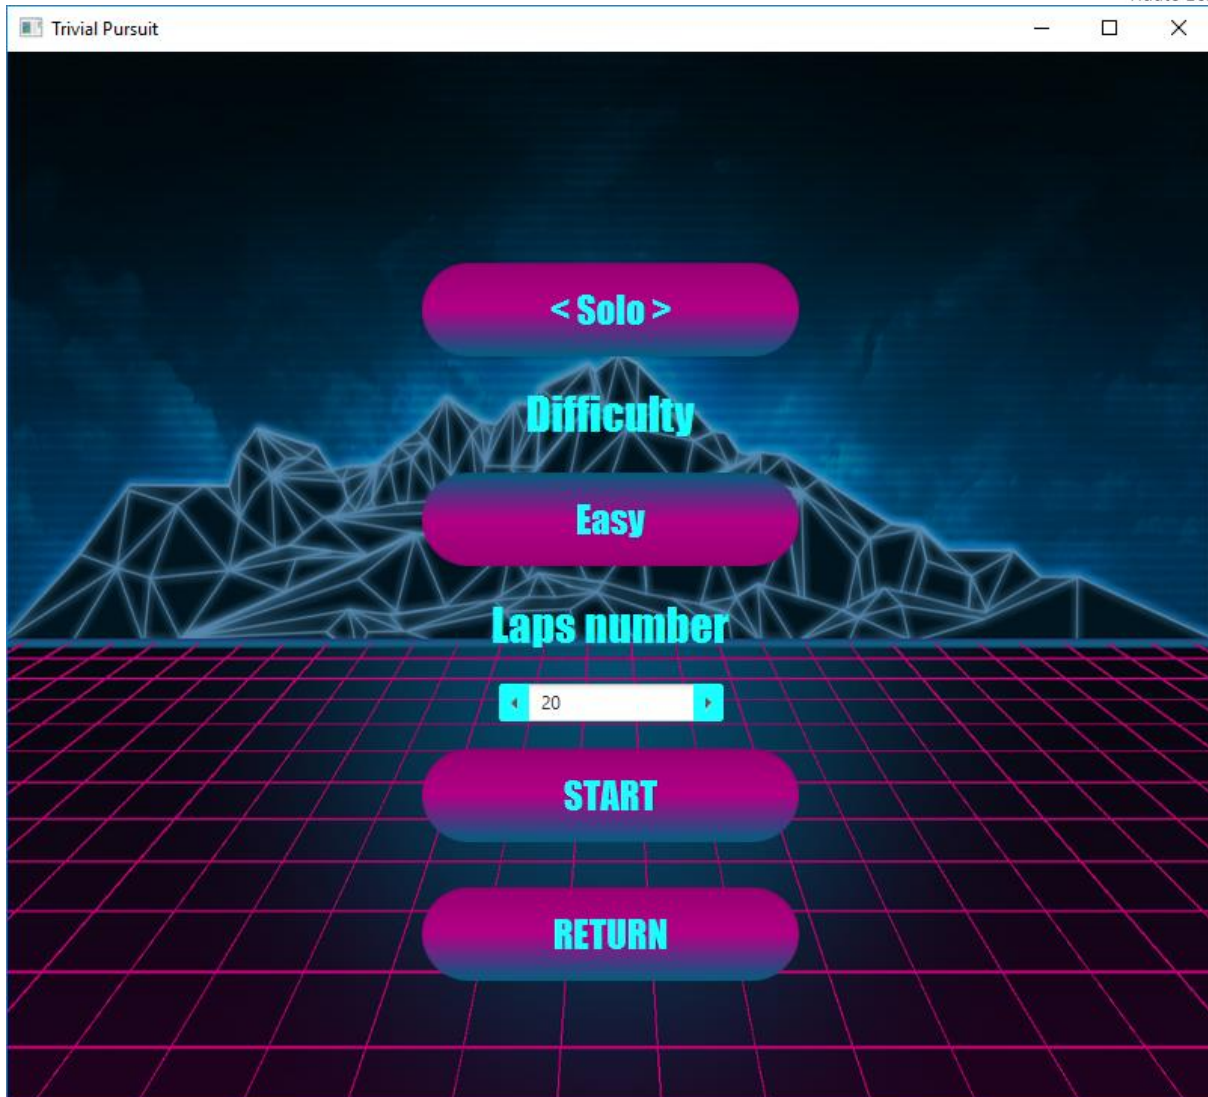 Trivial Pursuit
< Solo >
Difficulty
Easy
Laps number
20
START
RETURN